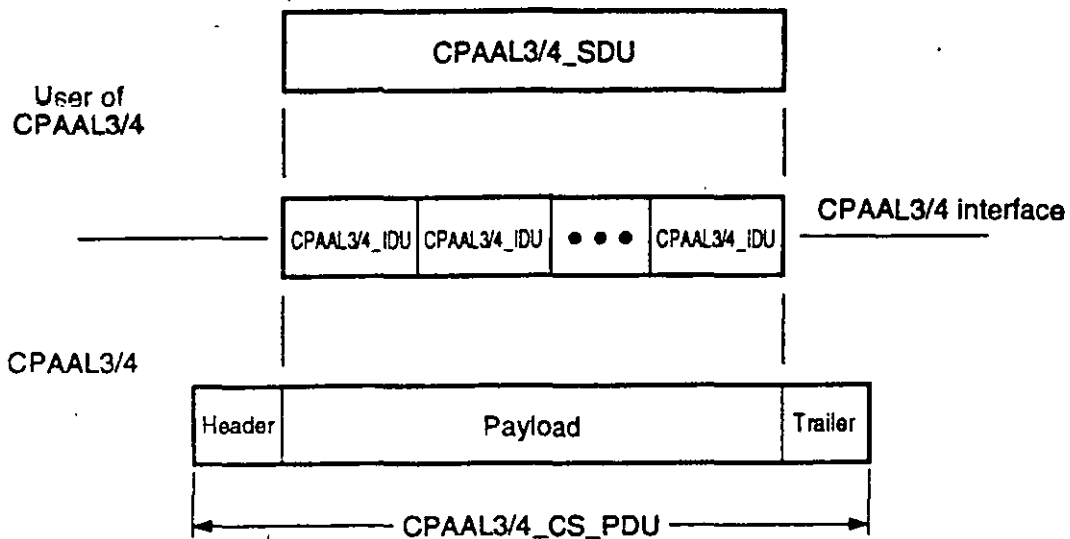 CPAAL3/4_SDU
User of
CPAAL3/4
CPAAL3/4 interface
CPAAL3/4_IDU CPAAL3/4_IDU ● ● ● CPAAL3/4_IDU
CPAAL3/4
Header Payload Trailer
CPAAL3/4_CS_PDU